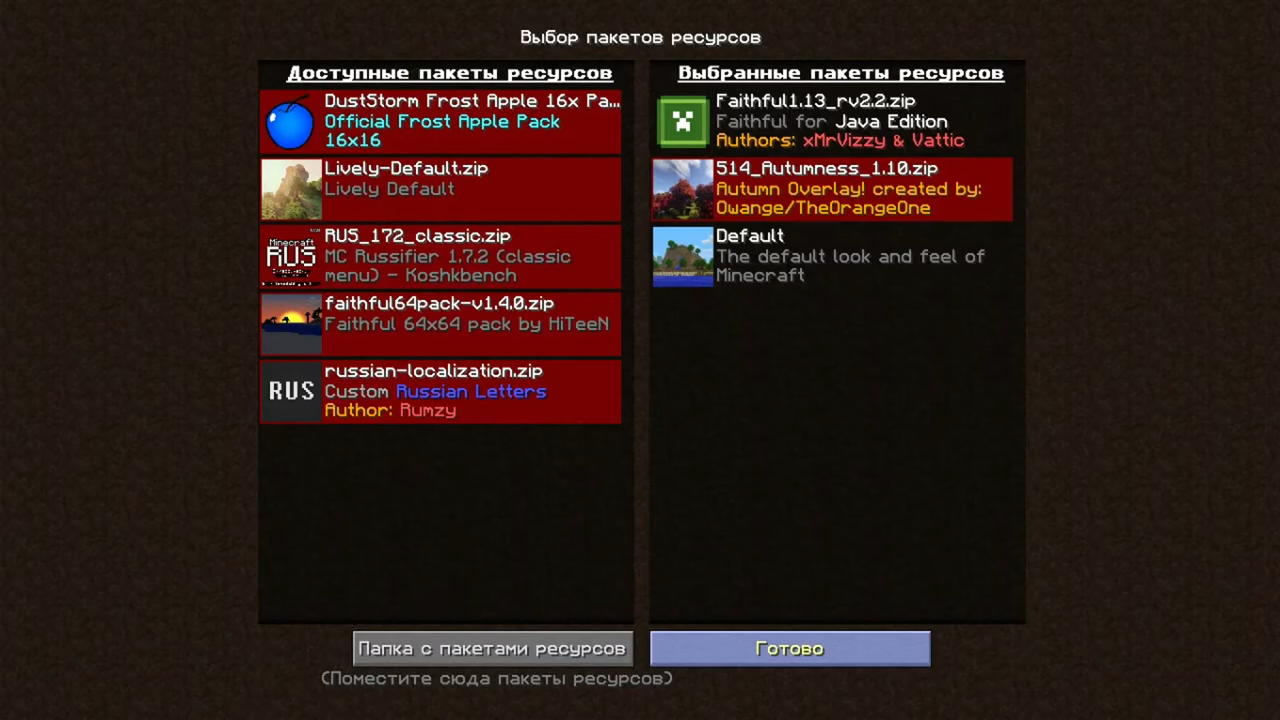 Выбор пакетов ресурсов
Доступные пакеты ресурсов
DustStorm Frost Apple 16x Pa...
Official Frost Apple Pack
16x16
Lively-Default.zip
Lively Default
Minecraft
RUS
RUS_172_classic.zip
MC Russifier 1.7.2 (classic
menu) - Koshkbench
faithful64pack-v1.4.0.zip
Faithful 64x64 pack by HiTeeN
RUS
russian-localization.zip
Custom Russian Letters
Author: Rumzy
Выбранные пакеты ресурсов
Faithful1.13_rv2.2.zip
Faithful for Java Edition
Authors: xMrVizzy & Vattic
514_Autumness_1.10.zip
Autumn Overlay! created by:
Owange/TheOrangeOne
Default
The default look and feel of
Minecraft
Папка с пакетами ресурсов
Готово
(Поместите сюда пакеты ресурсов)